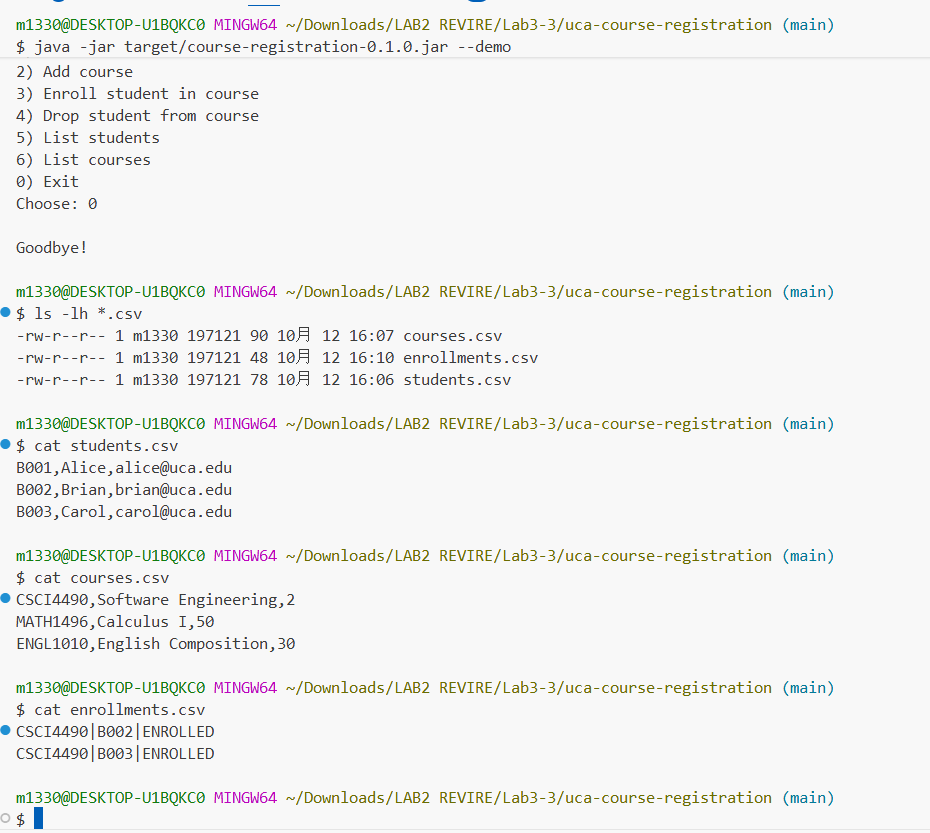 m1330@DESKTOP-U1BQKC0 MINGW64 ~/Downloads/LAB2 REVIRE/Lab3-3/uca-course-registration (main)
$ java -jar target/course-registration-0.1.0.jar --demo
2) Add course
3) Enroll student in course
4) Drop student from course
5) List students
6) List courses
0) Exit
Choose: 0
Goodbye!
m1330@DESKTOP-U1BQKC0 MINGW64 ~/Downloads/LAB2 REVIRE/Lab3-3/uca-course-registration (main)
$ ls -lh *.csv
-rw-r--r-- 1 m1330 197121 90 10月 12 16:07 courses.csv
-rw-r--r-- 1 m1330 197121 48 10月 12 16:10 enrollments.csv
-rw-r--r-- 1 m1330 197121 78 10月 12 16:06 students.csv
m1330@DESKTOP-U1BQKC0 MINGW64 ~/Downloads/LAB2 REVIRE/Lab3-3/uca-course-registration (main)
$ cat students.csv
B001,Alice,alice@uca.edu
B002,Brian,brian@uca.edu
B003,Carol,carol@uca.edu
m1330@DESKTOP-U1BQKC0 MINGW64 ~/Downloads/LAB2 REVIRE/Lab3-3/uca-course-registration (main)
$ cat courses.csv
CSCI4490,Software Engineering,2
MATH1496,Calculus I,50
ENGL1010,English Composition,30
m1330@DESKTOP-U1BQKC0 MINGW64 ~/Downloads/LAB2 REVIRE/Lab3-3/uca-course-registration (main)
$ cat enrollments.csv
CSCI4490|B002|ENROLLED
CSCI4490|B003|ENROLLED
m1330@DESKTOP-U1BQKC0 MINGW64 ~/Downloads/LAB2 REVIRE/Lab3-3/uca-course-registration (main)
$